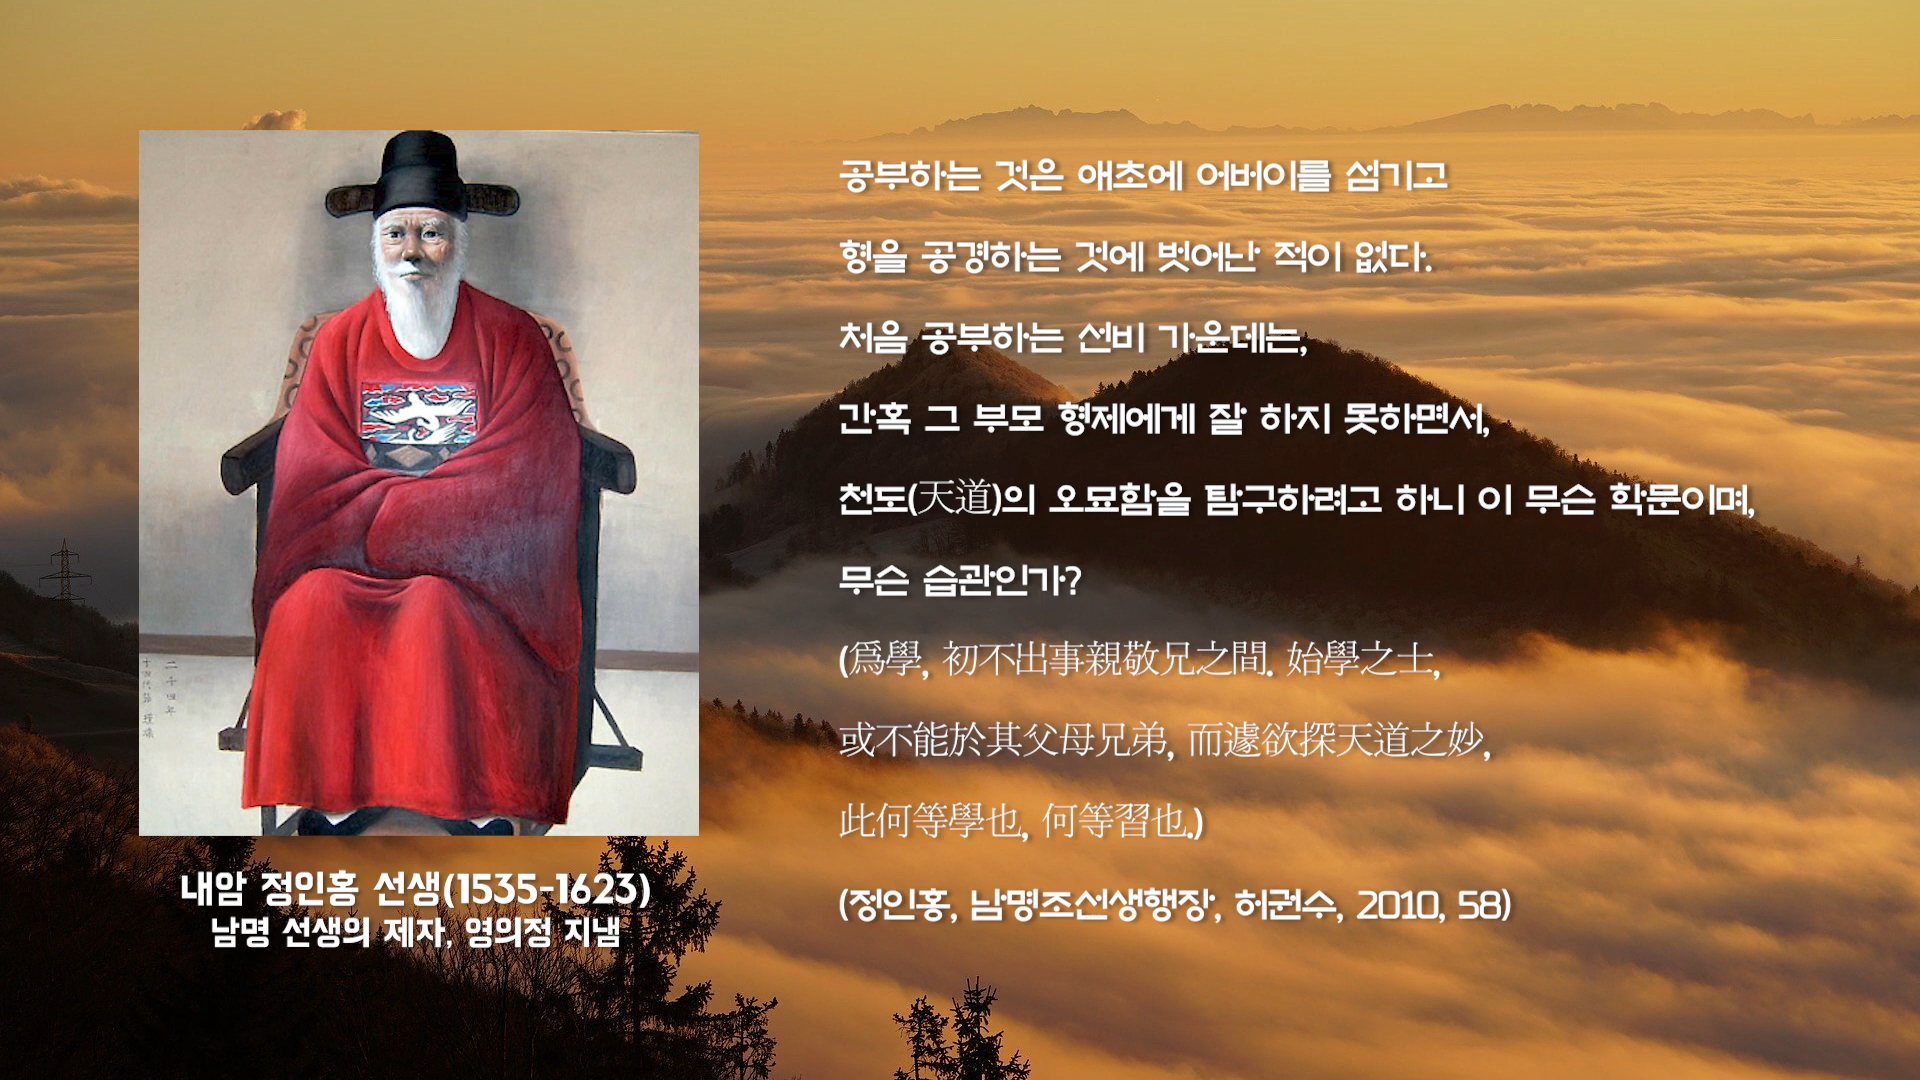 공부하는 것은 애초에 어버이를 섬기고
형을 공경하는 것에 벗어난 적이 없다.
처음 공부하는 선비 가운데는,
간혹 그 부모 형제에게 잘 하지 못하면서,
천도(天道)의 오묘함을 탐구하려고 하니 이 무슨 학문이며,
무슨 습관인가?
(爲學, 初不出事親敬兄之間. 始學之士,
或不能於其父母兄弟, 而遽欲探天道之妙,
此何等學也, 何等習也.)
(정인홍, 남명조선생행장, 허권수, 2010, 58)
내암 정인홍 선생(1535-1623)
남명 선생의 제자, 영의정 지냄